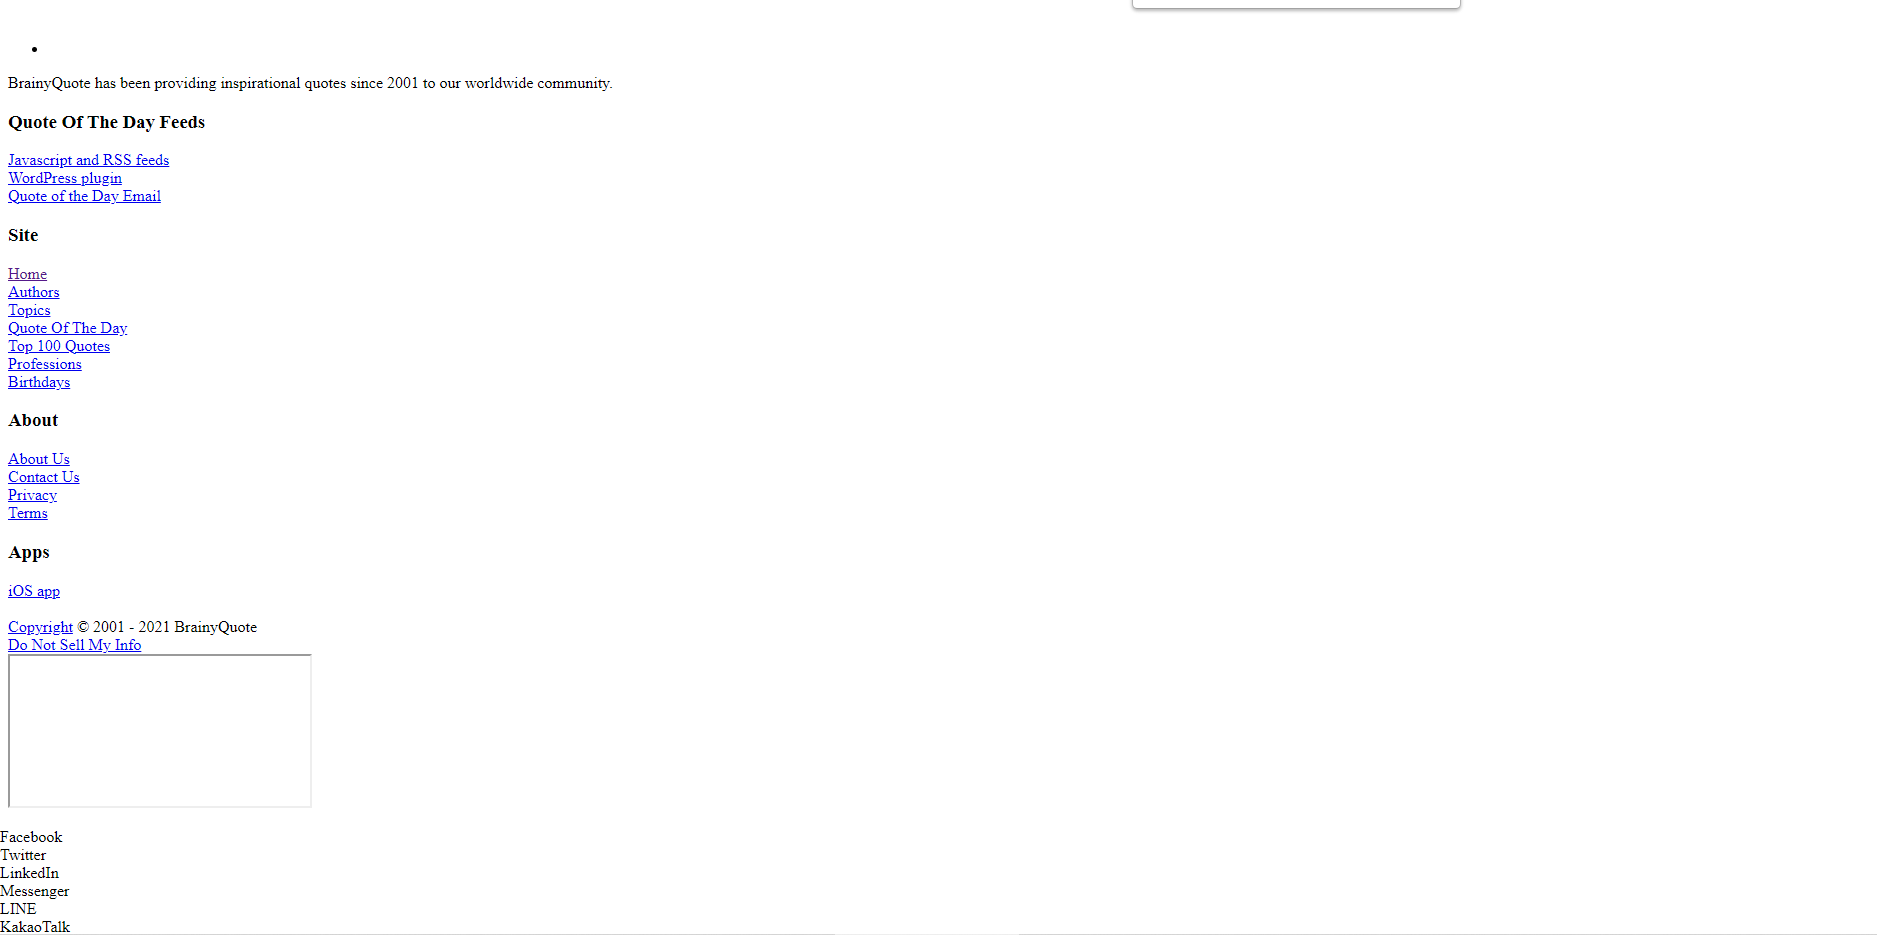 BrainyQuote has been providing inspirational quotes since 2001 to our worldwide community.
Quote Of The Day Feeds
Javascript and RSS feeds
WordPress plugin
Quote of the Day Email
Site
Home
Authors
Topics
Quote Of The Day
Top 100 Quotes
Professions
Birthdays
About
About Us
Contact Us
Privacy
Terms
Apps
iOS app
Copyright © 2001 - 2021 BrainyQuote
Do Not Sell My Info
Facebook
Twitter
LinkedIn
Messenger
LINE
KakaoTalk